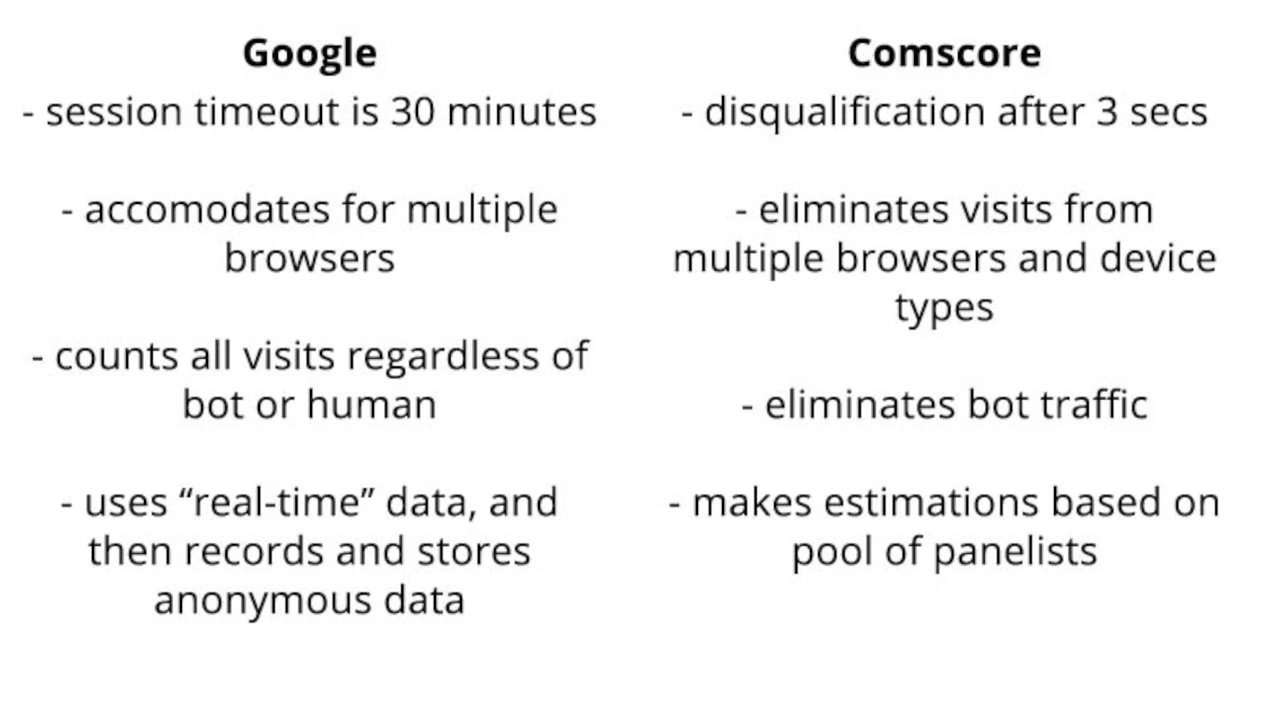 Google
- session timeout is 30 minutes
- accomodates for multiple
browsers
- counts all visits regardless of
bot or human
- uses “real-time” data, and
then records and stores
anonymous data
Comscore
- disqualification after 3 secs
- eliminates visits from
multiple browsers and device
types
- eliminates bot traffic
- makes estimations based on
pool of panelists